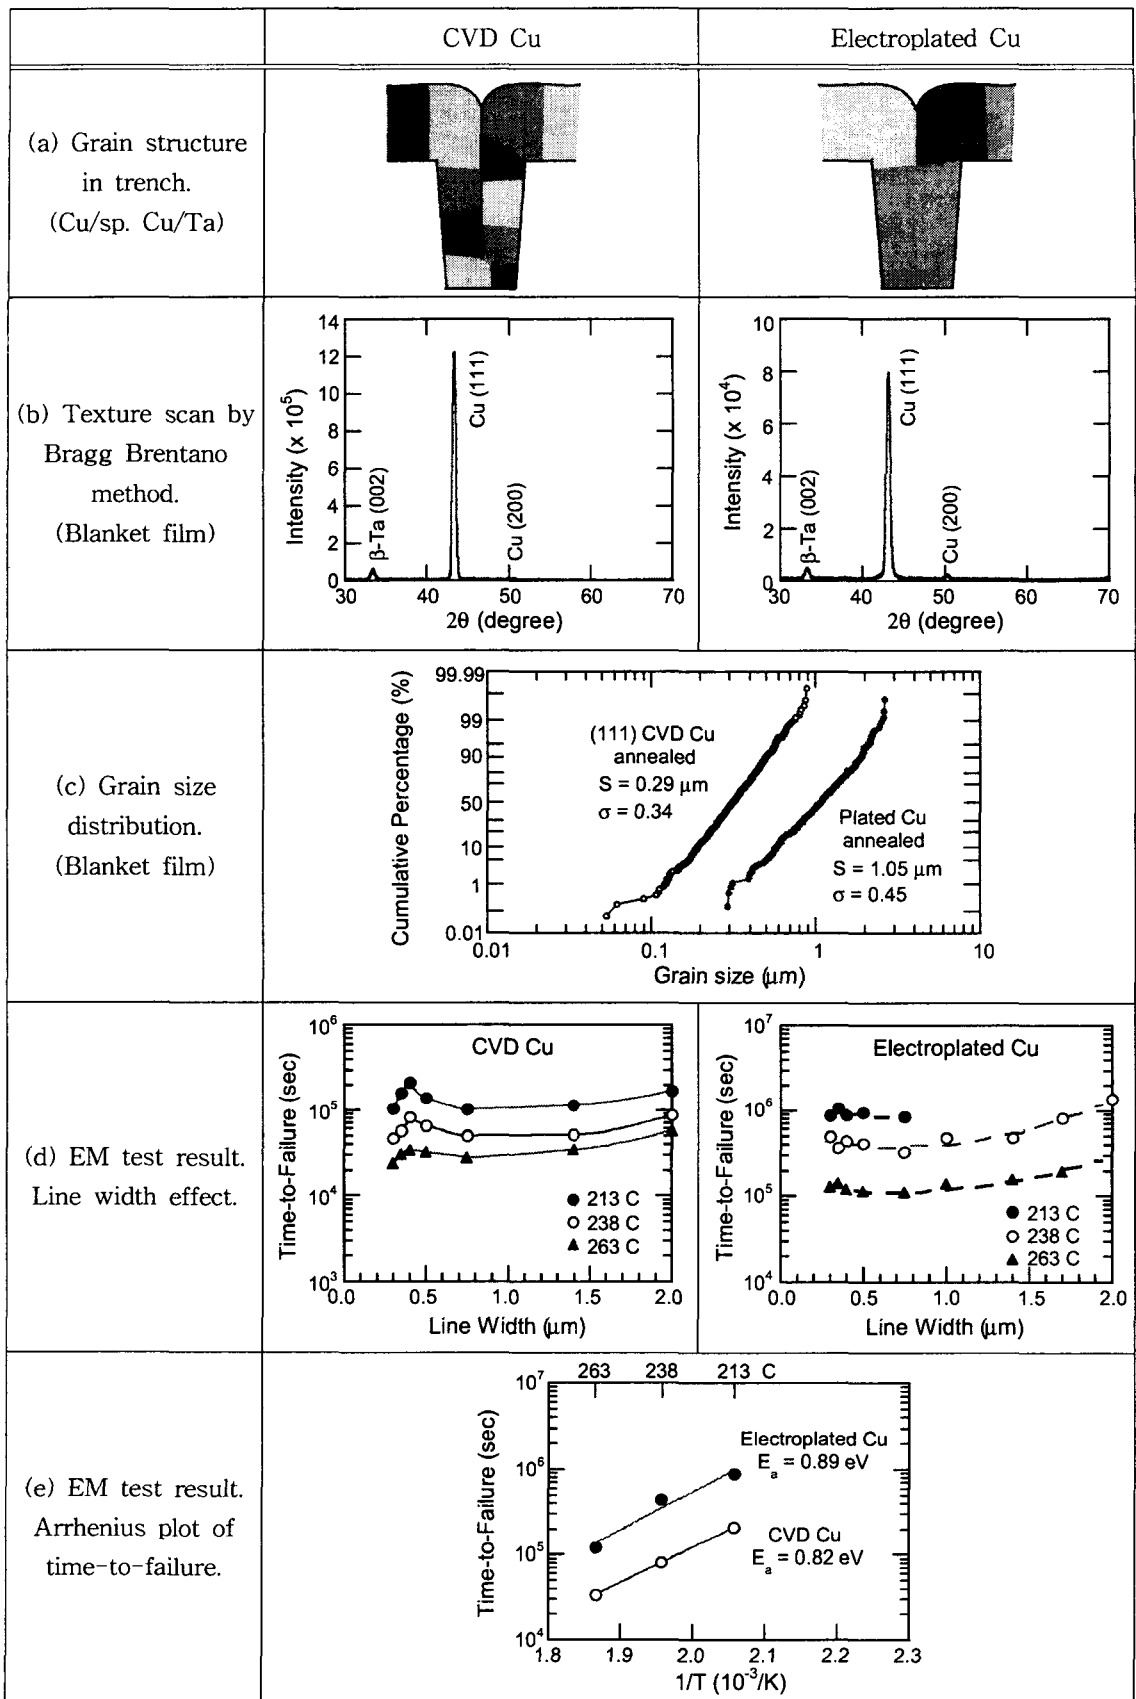 CVD Cu
Electroplated Cu
(a) Grain structure
in trench.
(Cu/sp. Cu/Ta)
(b) Texture scan by
Bragg Brentano
method.
(Blanket film)
Intensity (x 10⁵)
14
12
10
8
6
4
2
0
β-Ta (002)
Cu (111)
Cu (200)
30
40
50
60
70
2θ (degree)
Intensity (x 10⁴)
10
8
6
4
2
0
β-Ta (002)
Cu (111)
Cu (200)
30
40
50
60
70
2θ (degree)
(c) Grain size
distribution.
(Blanket film)
Cumulative Percentage (%)
99.99
99
90
50
10
1
0.01
(111) CVD Cu
annealed
S = 0.29 μm
σ = 0.34
Plated Cu
annealed
S = 1.05 μm
σ = 0.45
0.01
0.1
1
10
Grain size (μm)
(d) EM test result.
Line width effect.
Time-to-Failure (sec)
10⁶
10⁵
10⁴
10³
CVD Cu
213 C
238 C
263 C
0.0
0.5
1.0
1.5
2.0
Line Width (μm)
Time-to-Failure (sec)
10⁷
10⁶
10⁵
10⁴
Electroplated Cu
213 C
238 C
263 C
0.0
0.5
1.0
1.5
2.0
Line Width (μm)
(e) EM test result.
Arrhenius plot of
time-to-failure.
Time-to-Failure (sec)
263
238
213 C
10⁷
10⁶
10⁵
10⁴
Electroplated Cu
Eₐ = 0.89 eV
CVD Cu
Eₐ = 0.82 eV
1.8
1.9
2.0
2.1
2.2
2.3
1/T (10⁻³/K)